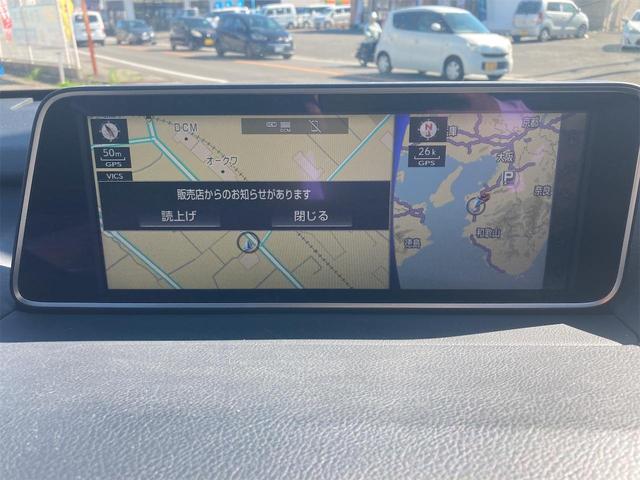 DCM
オークワ
50m
GPS
VICS
DCM
販売店からのお知らせがあります
読上げ
閉じる
N
26k
GPS
庫
京都
大阪
P
奈良
和歌山
徳島